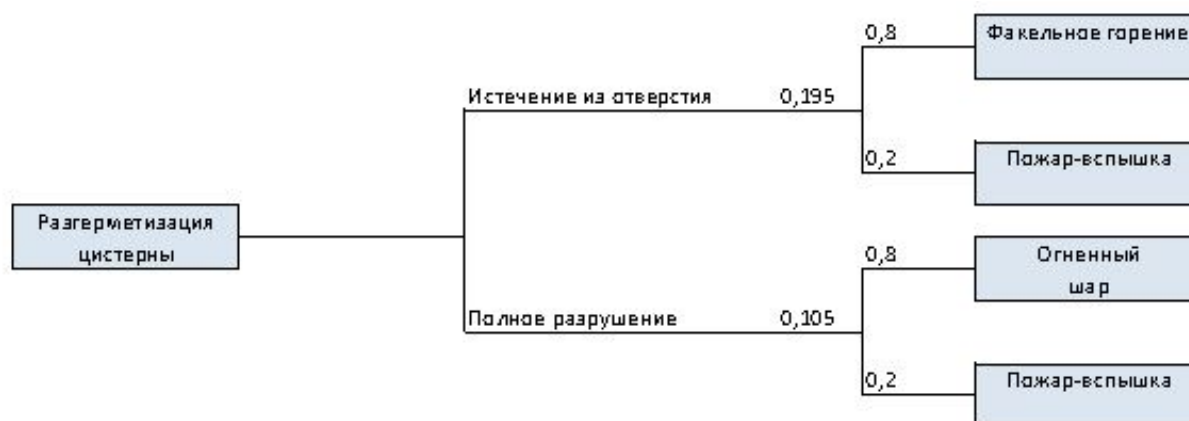 0,8
Факельное горение
Истечение из отверстия 0,195
0,2
Пожар-вспышка
Разгерметизация
цистерны
0,8
Огненный
шар
Полное разрушение 0,105
0,2
Пожар-вспышка